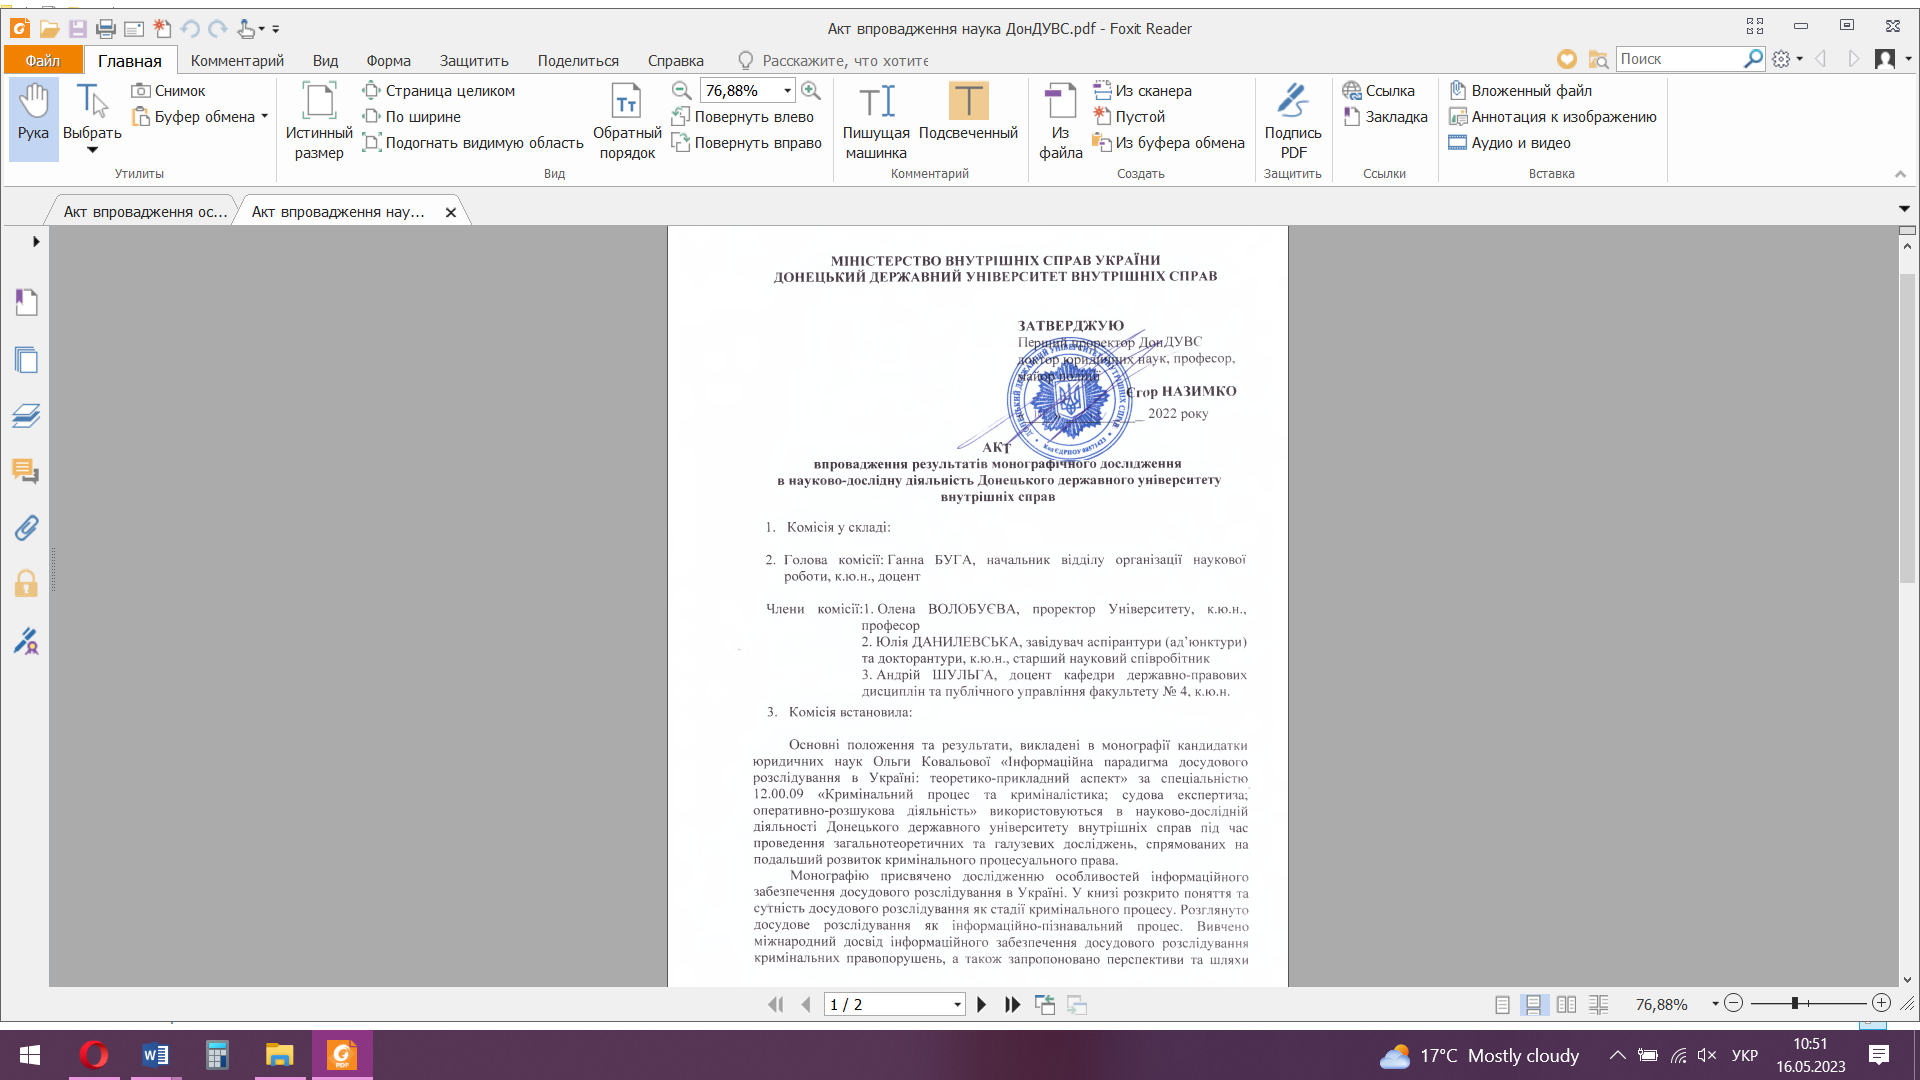 Акт впровадження наука ДонДУВС.pdf - Foxit Reader
Файл
Главная
Комментарий
Вид
Форма
Защитить
Поделиться
Справка
Расскажите, что хотите
Поиск
Рука
Выбрать
Снимок
Буфер обмена
Утилиты
Истинный размер
Страница целиком
По ширине
Подогнать видимую область
Обратный порядок
76,88%
Повернуть влево
Повернуть вправо
Вид
Пишущая машинка
Подсвеченный
Комментарий
Из файла
Из сканера
Пустой
Из буфера обмена
Создать
Подпись PDF
Защитить
Ссылка
Закладка
Ссылки
Вложенный файл
Аннотация к изображению
Аудио и видео
Вставка
Акт впровадження ос...
Акт впровадження нау...
МІНІСТЕРСТВО ВНУТРІШНІХ СПРАВ УКРАЇНИ
ДОНЕЦЬКИЙ ДЕРЖАВНИЙ УНІВЕРСИТЕТ ВНУТРІШНІХ СПРАВ
ЗАТВЕРДЖУЮ
Перший проректор ДонДУВС
доктор юридичних наук, професор,
майор поліції
Єгор НАЗИМКО
2022 року
АКТ
впровадження результатів монографічного дослідження
в науково-дослідну діяльність Донецького державного університету
внутрішніх справ
1. Комісія у складі:
2. Голова комісії: Ганна БУГА, начальник відділу організації наукової
роботи, к.ю.н., доцент
Члени комісії:1. Олена ВОЛОБУЄВА, проректор Університету, к.ю.н.,
професор
2. Юлія ДАНИЛЕВСЬКА, завідувач аспірантури (ад’юнктури)
та докторантури, к.ю.н., старший науковий співробітник
3. Андрій ШУЛЬГА, доцент кафедри державно-правових
дисциплін та публічного управління факультету № 4, к.ю.н.
3. Комісія встановила:
Основні положення та результати, викладені в монографії кандидатки
юридичних наук Ольги Ковальової «Інформаційна парадигма досудового
розслідування в Україні: теоретико-прикладний аспект» за спеціальністю
12.00.09 «Кримінальний процес та криміналістика; судова експертиза;
оперативно-розшукова діяльність» використовуються в науково-дослідній
діяльності Донецького державного університету внутрішніх справ під час
проведення загальнотеоретичних та галузевих досліджень, спрямованих на
подальший розвиток кримінального процесуального права.
Монографію присвячено дослідженню особливостей інформаційного
забезпечення досудового розслідування в Україні. У книзі розкрито поняття та
сутність досудового розслідування як стадії кримінального процесу. Розглянуто
досудове розслідування як інформаційно-пізнавальний процес. Вивчено
міжнародний досвід інформаційного забезпечення досудового розслідування
кримінальних правопорушень, а також запропоновано перспективи та шляхи
1 / 2
76,88%
17°C Mostly cloudy
УКР
10:51
16.05.2023